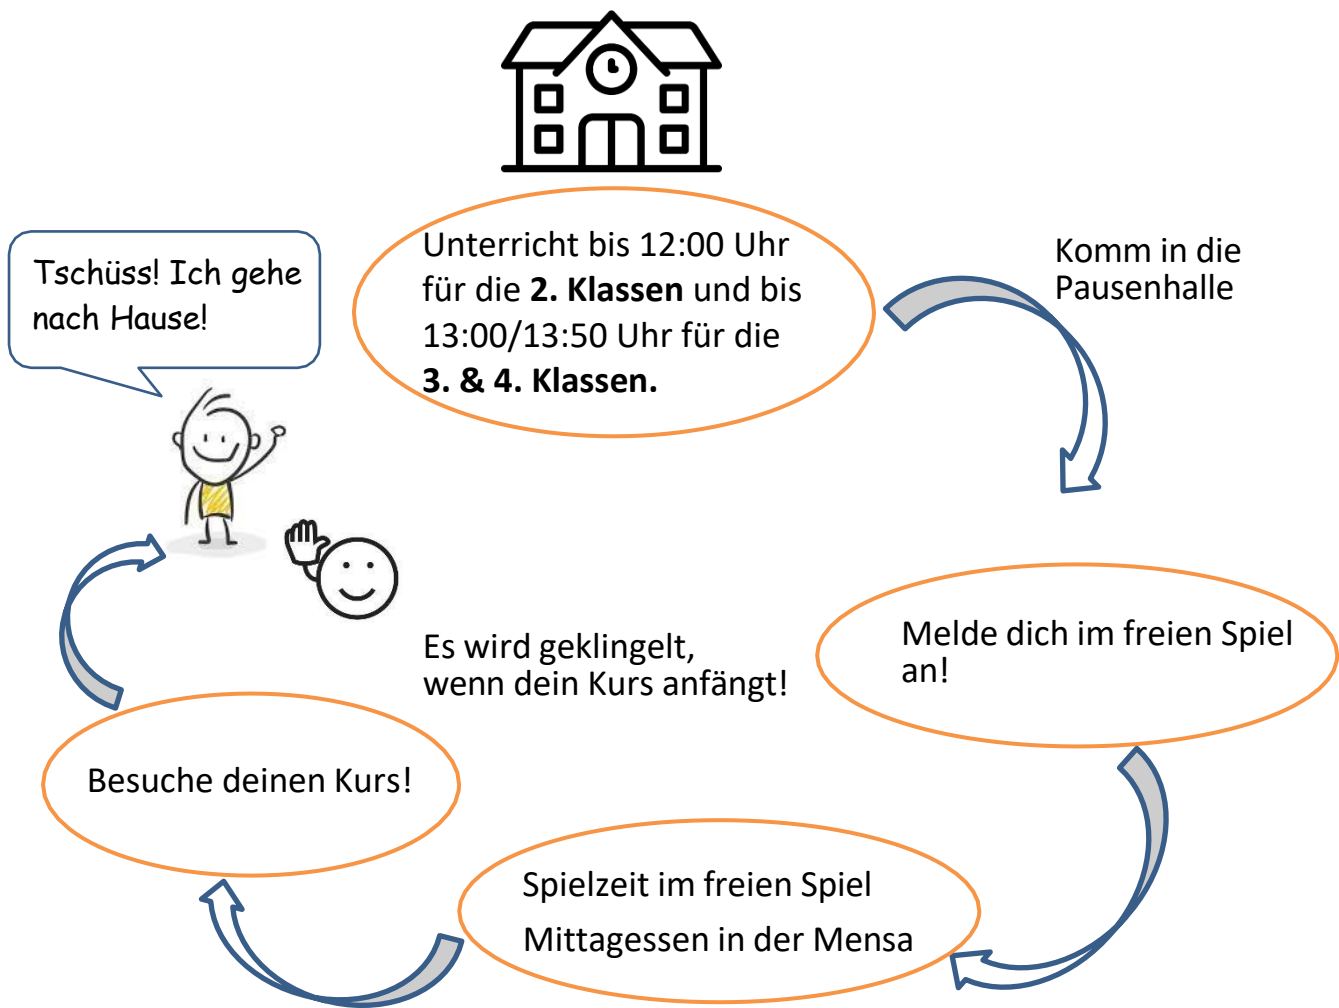 Unterricht bis 12:00 Uhr
für die 2. Klassen und bis
13:00/13:50 Uhr für die
3. & 4. Klassen.
Komm in die
Pausenhalle
Melde dich im freien Spiel
an!
Spielzeit im freien Spiel
Mittagessen in der Mensa
Es wird geklingelt,
wenn dein Kurs anfängt!
Besuche deinen Kurs!
Tschüss! Ich gehe
nach Hause!